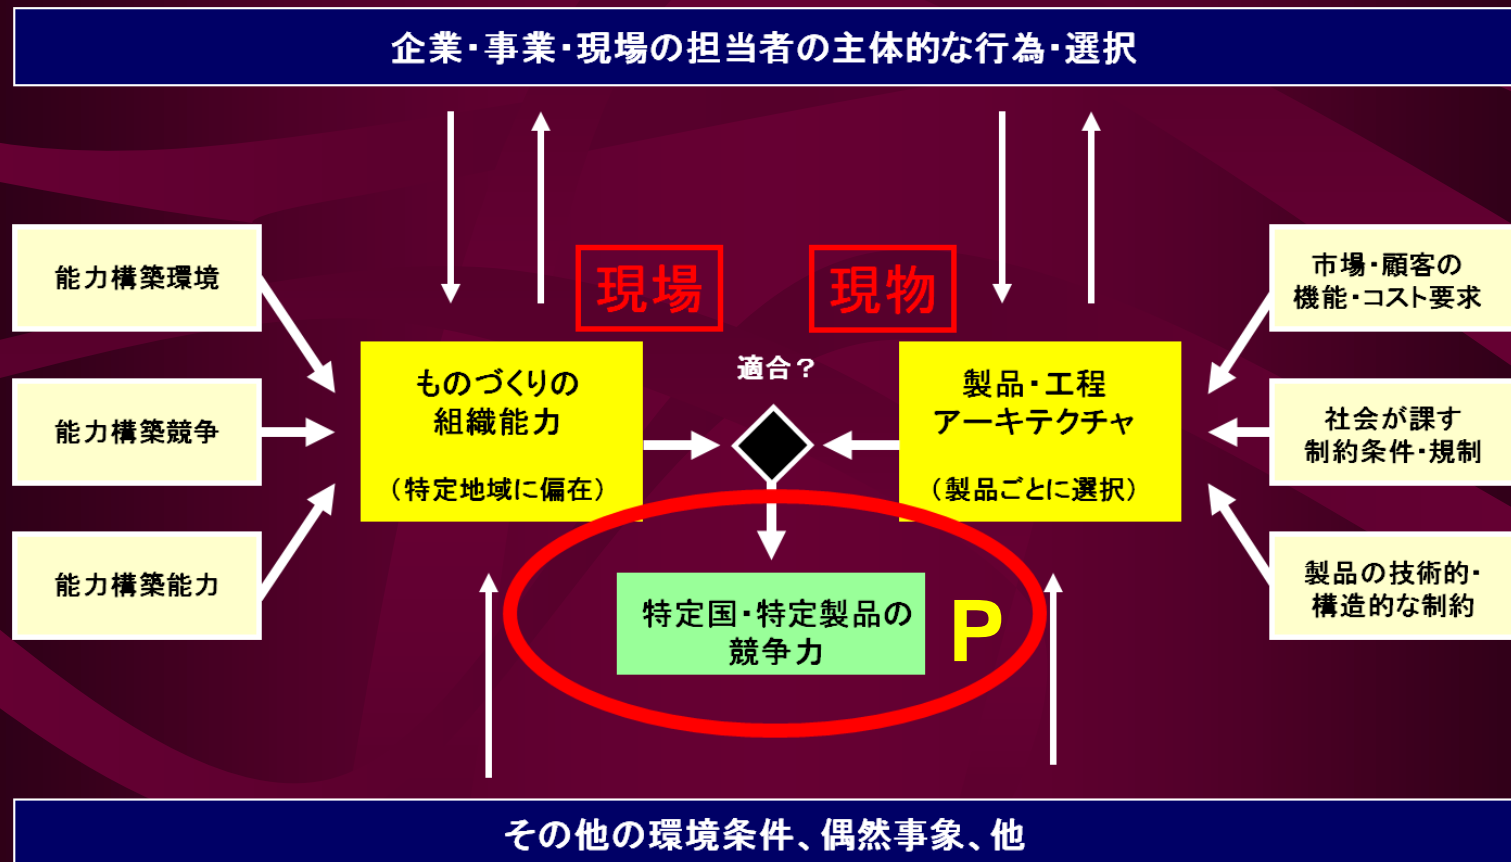 企業・事業・現場の担当者の主体的な行為・選択
現場
現物
能力構築環境
能力構築競争
能力構築能力
ものづくりの
組織能力
（特定地域に偏在）
適合？
製品・工程
アーキテクチャ
（製品ごとに選択）
市場・顧客の
機能・コスト要求
社会が課す
制約条件・規制
製品の技術的・
構造的な制約
特定国・特定製品の
競争力
P
その他の環境条件、偶然事象、他